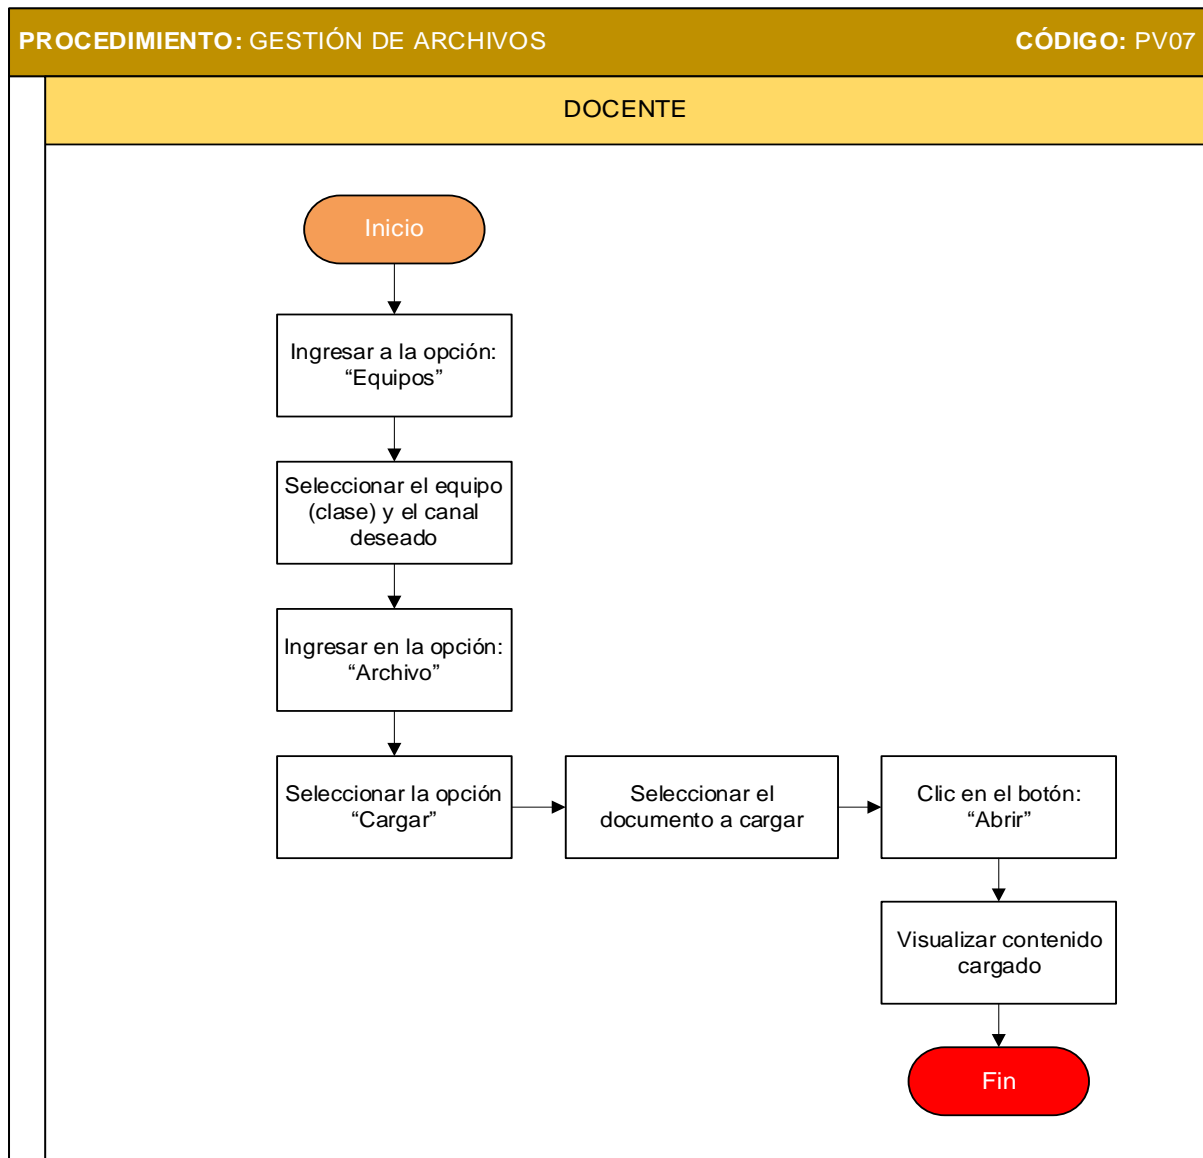 PROCEDIMIENTO: GESTIÓN DE ARCHIVOS
CÓDIGO: PV07
DOCENTE
Inicio
Ingresar a la opción:
“Equipos”
Seleccionar el equipo
(clase) y el canal
deseado
Ingresar en la opción:
“Archivo”
Seleccionar la opción
“Cargar”
Seleccionar el
documento a cargar
Clic en el botón:
“Abrir”
Visualizar contenido
cargado
Fin